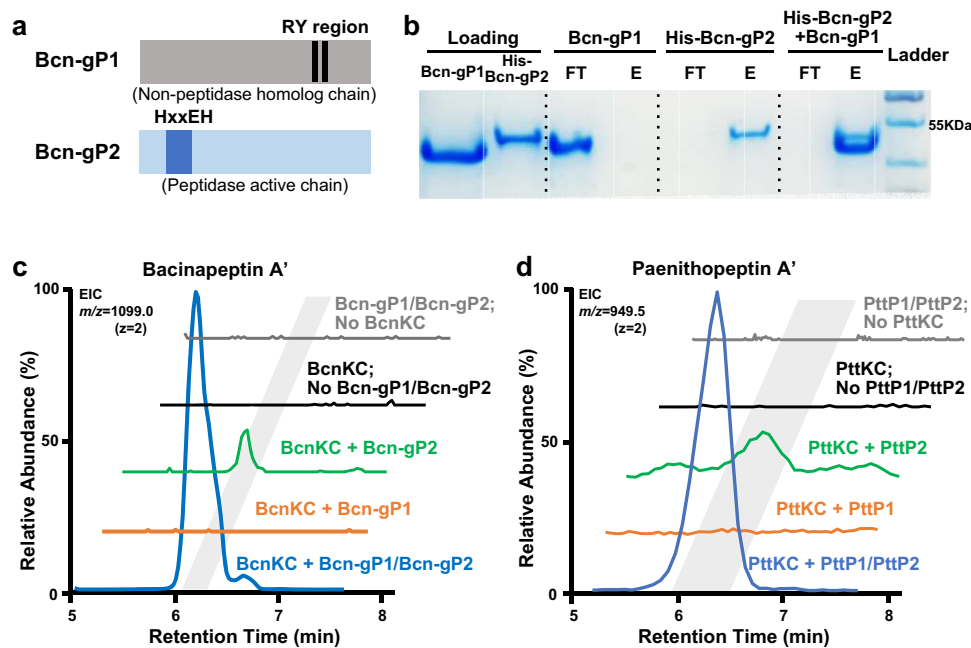 a
RY region
Bcn-gP1
(Non-peptidase homolog chain)
HxxEH
Bcn-gP2
(Peptidase active chain)
b
Loading
Bcn-gP1
His-Bcn-gP2
His-Bcn-gP2
+Bcn-gP1
Ladder
Bcn-gP1
His-
Bcn-gP2
FT
E
FT
E
FT
E
55KDa
c
Bacinapeptin A’
EIC
m/z=1099.0
(z=2)
Bcn-gP1/Bcn-gP2;
No BcnKC
BcnKC;
No Bcn-gP1/Bcn-gP2
BcnKC + Bcn-gP2
BcnKC + Bcn-gP1
BcnKC + Bcn-gP1/Bcn-gP2
Relative Abundance (%)
100
50
0
5
6
7
8
Retention Time (min)
d
Paenithopeptin A’
EIC
m/z=949.5
(z=2)
PttP1/PttP2;
No PttKC
PttKC;
No PttP1/PttP2
PttKC + PttP2
PttKC + PttP1
PttKC + PttP1/PttP2
Relative Abundance (%)
100
50
0
5
6
7
8
Retention Time (min)